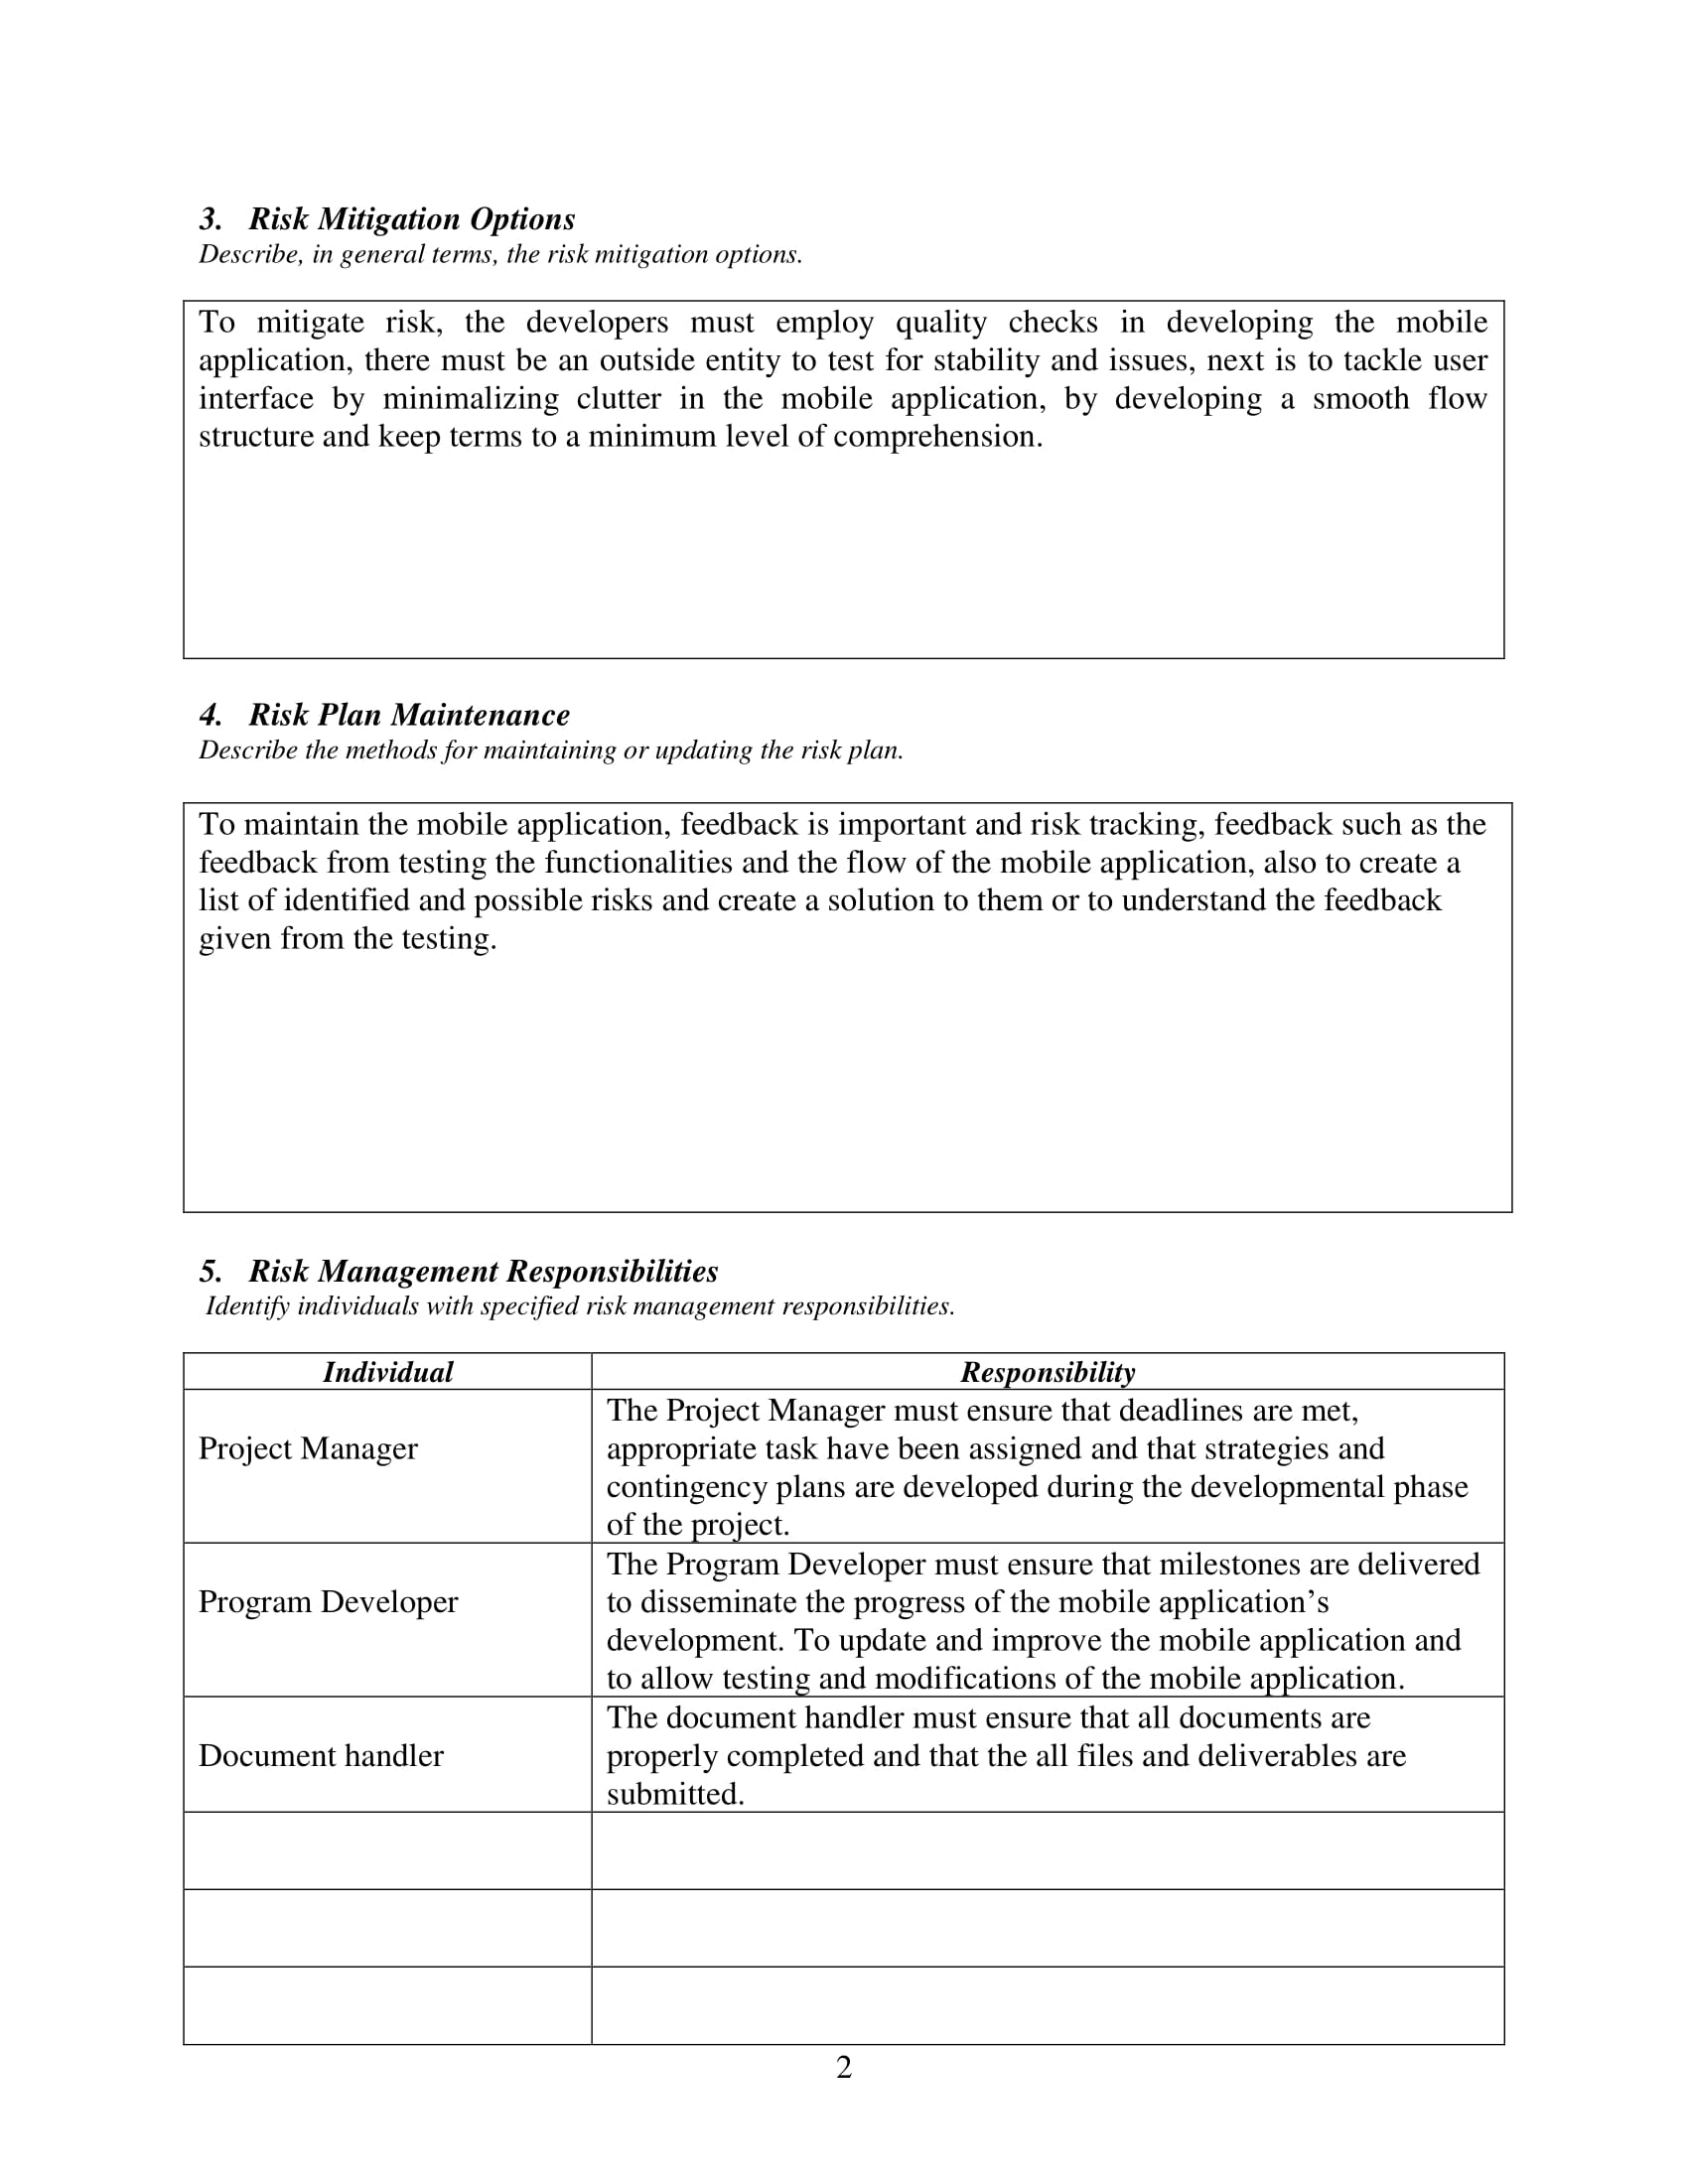 3. Risk Mitigation Options
Describe, in general terms, the risk mitigation options.
To mitigate risk, the developers must employ quality checks in developing the mobile
application, there must be an outside entity to test for stability and issues, next is to tackle user
interface by minimalizing clutter in the mobile application, by developing a smooth flow
structure and keep terms to a minimum level of comprehension.
4. Risk Plan Maintenance
Describe the methods for maintaining or updating the risk plan.
To maintain the mobile application, feedback is important and risk tracking, feedback such as the
feedback from testing the functionalities and the flow of the mobile application, also to create a
list of identified and possible risks and create a solution to them or to understand the feedback
given from the testing.
5. Risk Management Responsibilities
Identify individuals with specified risk management responsibilities.
Individual Responsibility
Project Manager
The Project Manager must ensure that deadlines are met,
appropriate task have been assigned and that strategies and
contingency plans are developed during the developmental phase
of the project.
Program Developer
The Program Developer must ensure that milestones are delivered
to disseminate the progress of the mobile application’s
development. To update and improve the mobile application and
to allow testing and modifications of the mobile application.
Document handler
The document handler must ensure that all documents are
properly completed and that the all files and deliverables are
submitted.
2